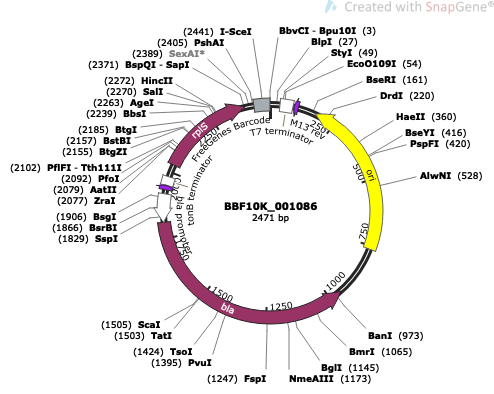 Created with SnapGene®
(2441) I-SceI
(2405) PshAI
(2389) SexAI*
(2371) BspQI - SapI
(2272) HincII
(2270) SalI
(2263) AgeI
(2239) BbsI
(2185) BtgI
(2157) BstBI
(2155) BtgZI
(2102) PflFI - Tth111I
(2092) PfoI
(2079) AatII
(2077) ZraI
(1906) BsgI
(1866) BsrBI
(1829) SspI
(1505) ScaI
(1503) TatI
(1424) TsoI
(1395) PvuI
(1247) FspI
BbvCI - Bpu10I (3)
BlpI (27)
StyI (49)
EcoO109I (54)
BseRI (161)
DrdI (220)
HaeII (360)
BseYI (416)
PspFI (420)
AlwNI (528)
BanI (973)
BmrI (1065)
BglI (1145)
NmeAIII (1173)
FreeGenes Barcode
T7 terminator
M13 rev
rplS
ori
bla
bla promoter
tonB terminator
250
500
750
1000
1250
1500
1750
BBF10K_001086
2471 bp